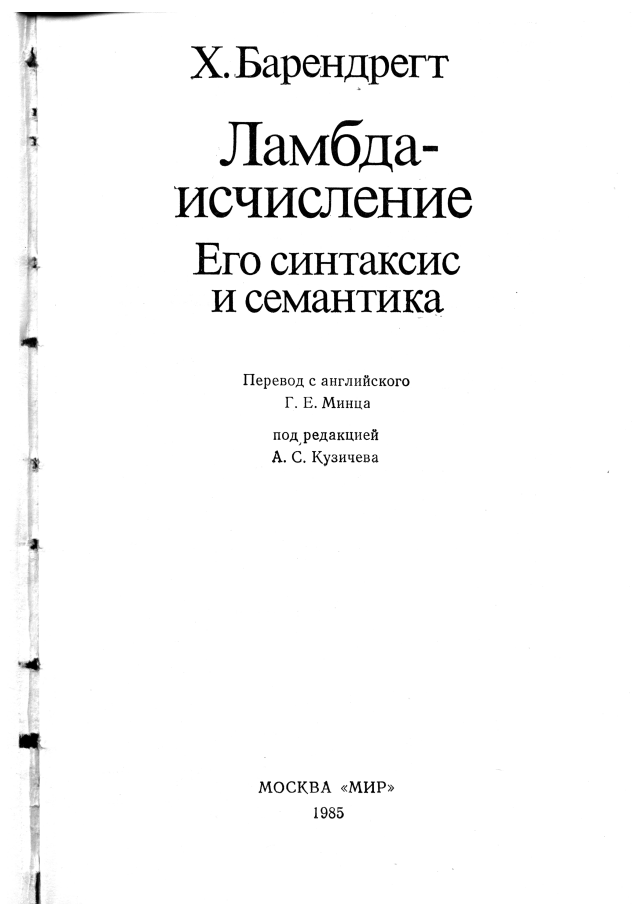 Х. Барендрегт
Ламбда-
исчисление
Его синтаксис
и семантика
Перевод с английского
Г. Е. Минца
под редакцией
А. С. Кузичева
МОСКВА «МИР»
1985